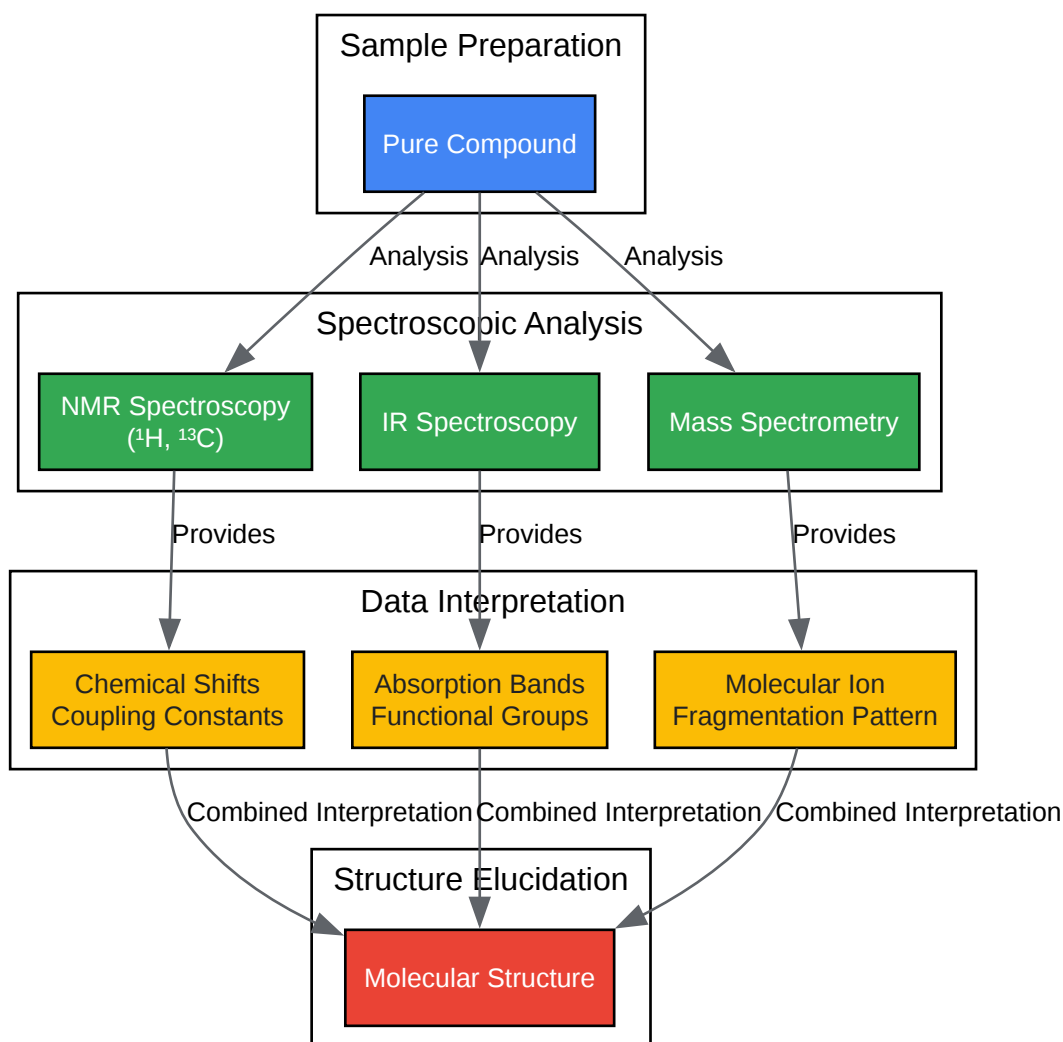 Sample Preparation
Pure Compound
Analysis
Analysis
Analysis
Spectroscopic Analysis
NMR Spectroscopy
(¹H, ¹³C)
IR Spectroscopy
Mass Spectrometry
Provides
Provides
Provides
Data Interpretation
Chemical Shifts
Coupling Constants
Absorption Bands
Functional Groups
Molecular Ion
Fragmentation Pattern
Combined Interpretation
Combined Interpretation
Combined Interpretation
Structure Elucidation
Molecular Structure